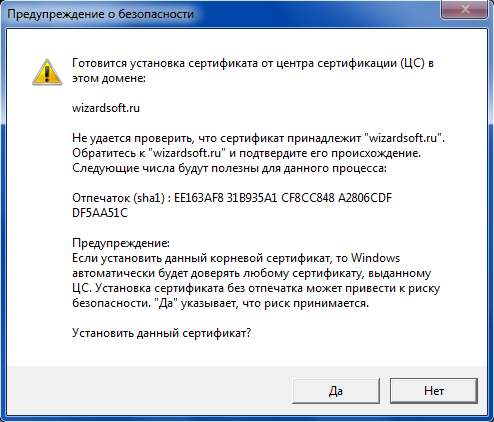 Предупреждение о безопасности
Готовится установка сертификата от центра сертификации (ЦС) в
этом домене:
wizardsoft.ru
Не удается проверить, что сертификат принадлежит "wizardsoft.ru".
Обратитесь к "wizardsoft.ru" и подтвердите его происхождение.
Следующие числа будут полезны для данного процесса:
Отпечаток (sha1) : EE163AF8 31B935A1 CF8CC848 A2806CDF
DF5AA51C
Предупреждение:
Если установить данный корневой сертификат, то Windows
автоматически будет доверять любому сертификату, выданному
ЦС. Установка сертификата без отпечатка может привести к риску
безопасности. "Да" указывает, что риск принимается.
Установить данный сертификат?
Да
Нет